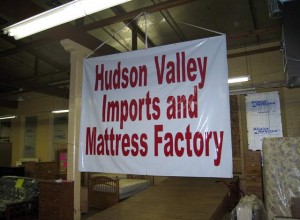 Hudson Valley
Imports and
Mattress Factory